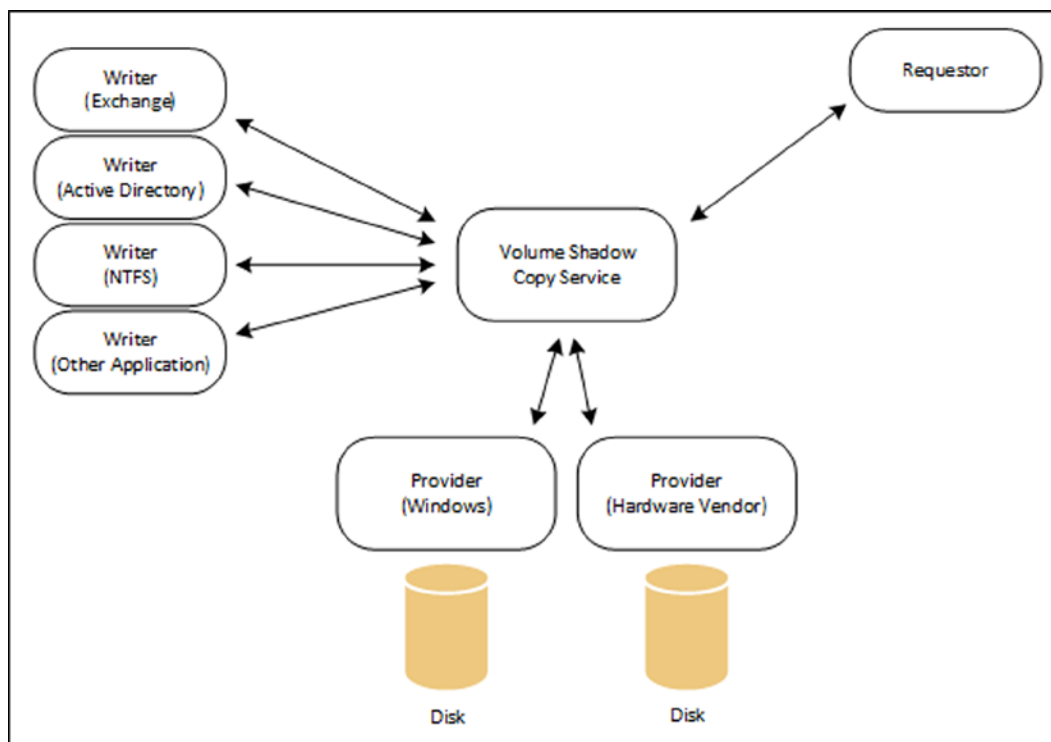 Writer
(Exchange)
Writer
(Active Directory)
Writer
(NTFS)
Writer
(Other Application)
Requestor
Volume Shadow
Copy Service
Provider
(Windows)
Provider
(Hardware Vendor)
Disk
Disk